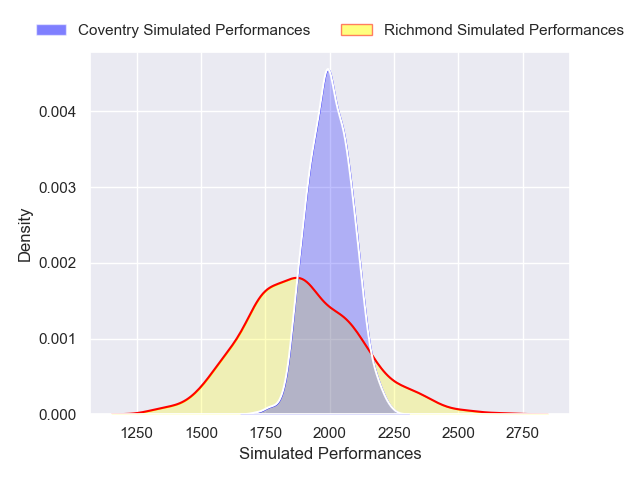 Coventry Simulated Performances Richmond Simulated Performances
0.004
0.003
0.002
0.001
0.000
Density
1250 1500 1750 2000 2250 2500 2750
Simulated Performances